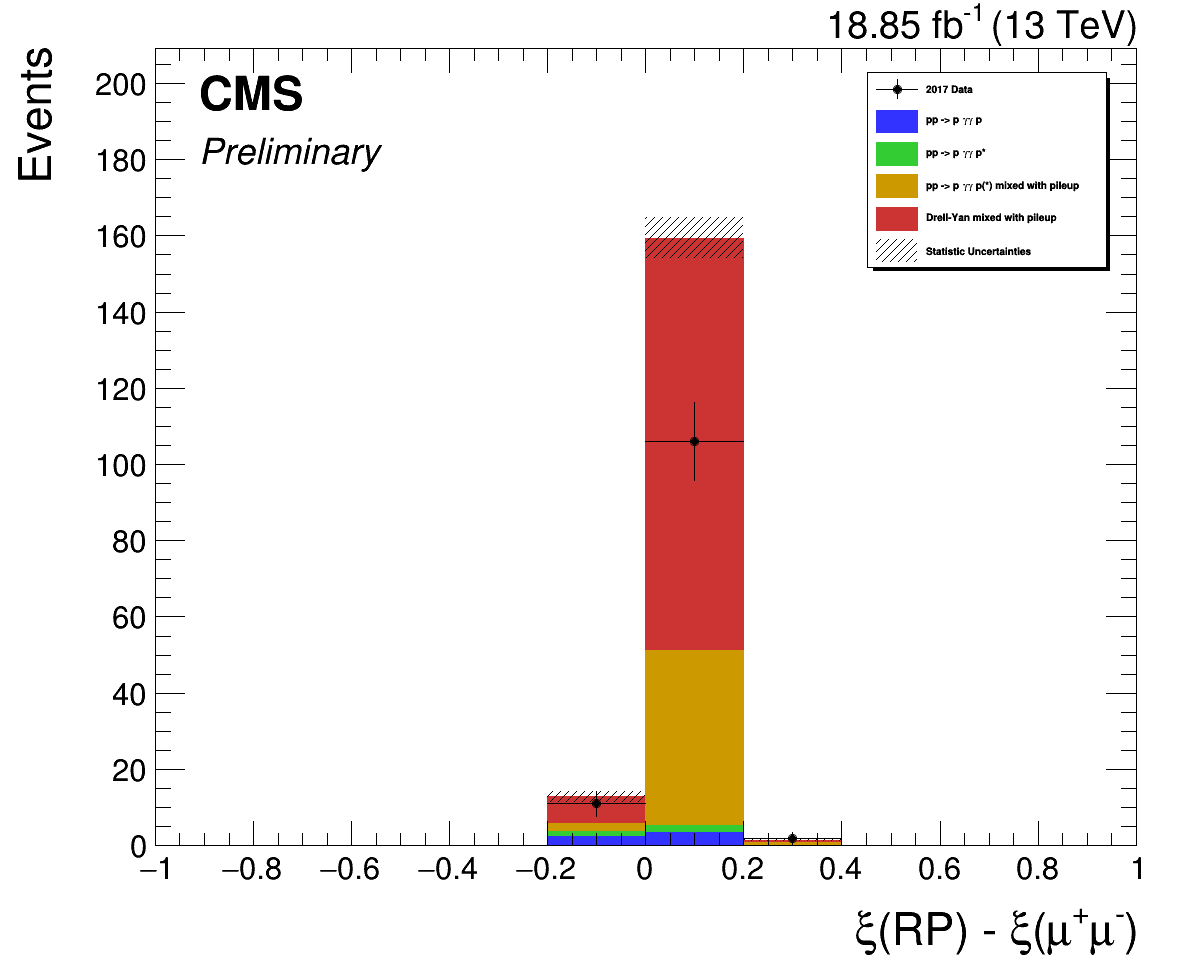 18.85 fb⁻¹ (13 TeV)
Events
CMS
Preliminary
2017 Data
pp -> p γγ p
pp -> p γγ p*
pp -> p γγ p(*) mixed with pileup
Drell-Yan mixed with pileup
Statistic Uncertainties
200
180
160
140
120
100
80
60
40
20
0
−1 −0.8 −0.6 −0.4 −0.2 0 0.2 0.4 0.6 0.8 1
ξ(RP) - ξ(μ⁺μ⁻)